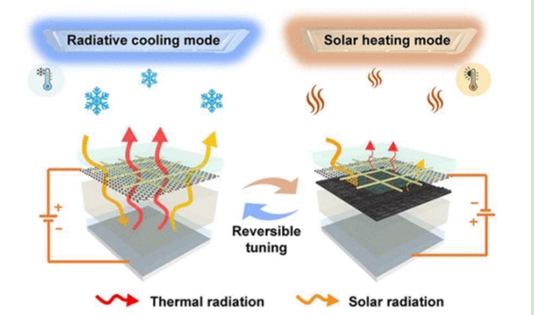 Radiative cooling mode
Solar heating mode
+
−
−
+
Reversible
tuning
Thermal radiation
Solar radiation